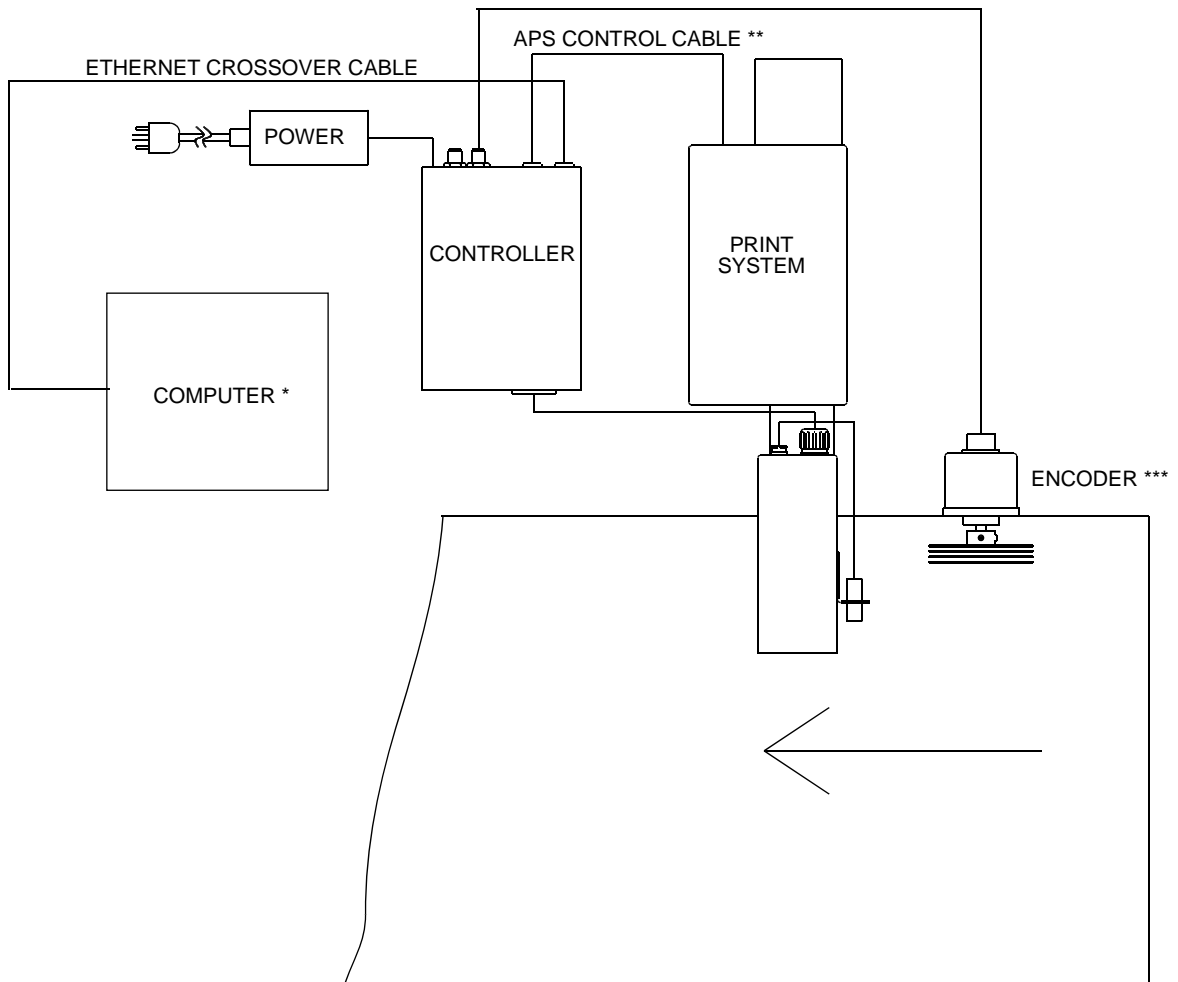 APS CONTROL CABLE **
ETHERNET CROSSOVER CABLE
POWER
CONTROLLER
PRINT
SYSTEM
COMPUTER *
ENCODER ***